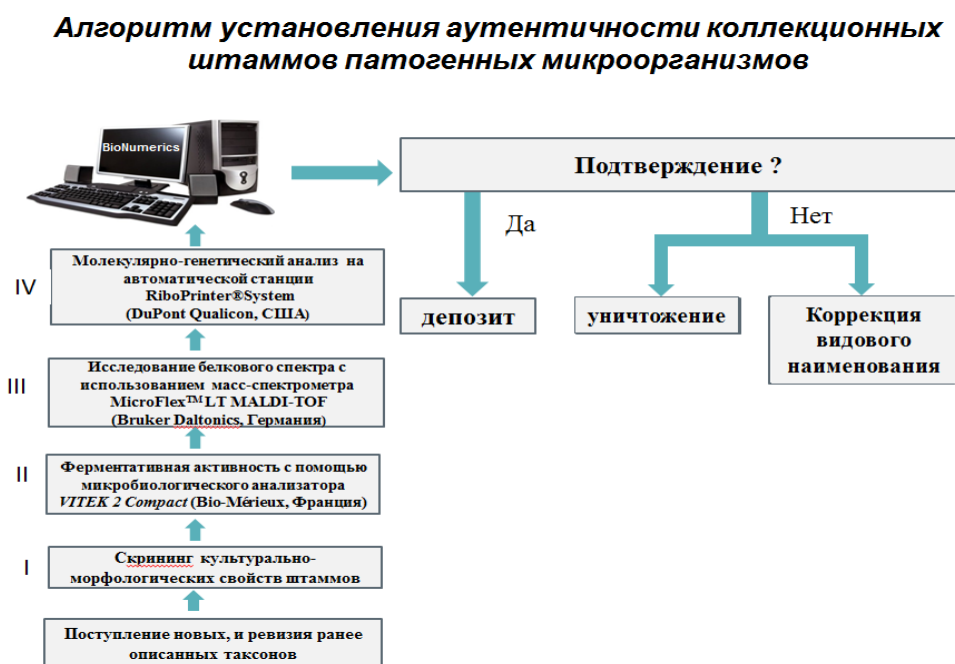 Алгоритм установления аутентичности коллекционных
штаммов патогенных микроорганизмов
BioNumerics
Подтверждение ?
Да
Нет
депозит
уничтожение
Коррекция
видового
наименования
IV
Молекулярно-генетический анализ на
автоматической станции
RiboPrinter®System
(DuPont Qualicon, США)
III
Исследование белкового спектра с
использованием масс-спектрометра
MicroFlex™LT MALDI-TOF
(Bruker Daltonics, Германия)
II
Ферментативная активность с помощью
микробиологического анализатора
VITEK 2 Compact (Bio-Mérieux, Франция)
I
Скрининг культурально-
морфологических свойств штаммов
Поступление новых, и ревизия ранее
описанных таксонов